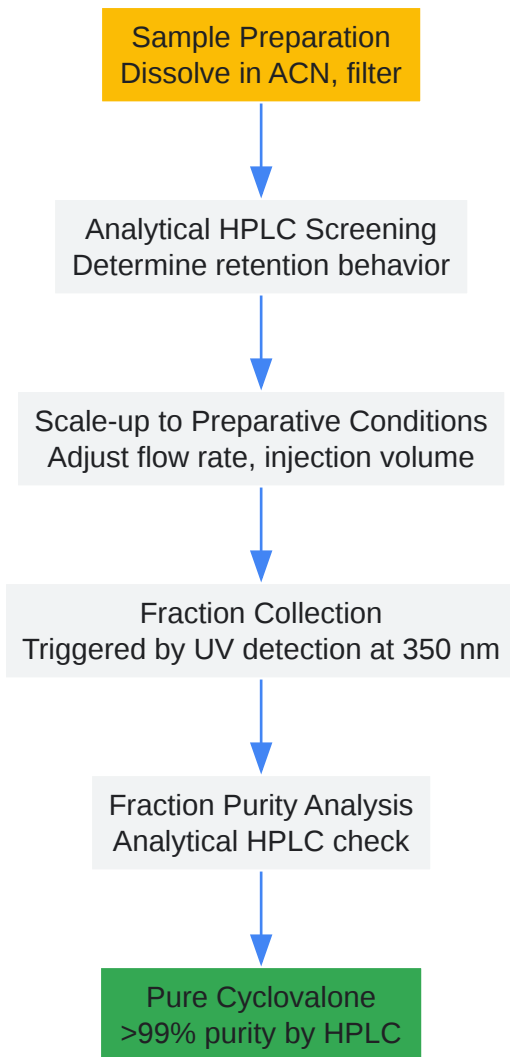 Sample Preparation
Dissolve in ACN, filter
Analytical HPLC Screening
Determine retention behavior
Scale-up to Preparative Conditions
Adjust flow rate, injection volume
Fraction Collection
Triggered by UV detection at 350 nm
Fraction Purity Analysis
Analytical HPLC check
Pure Cyclovalone
>99% purity by HPLC